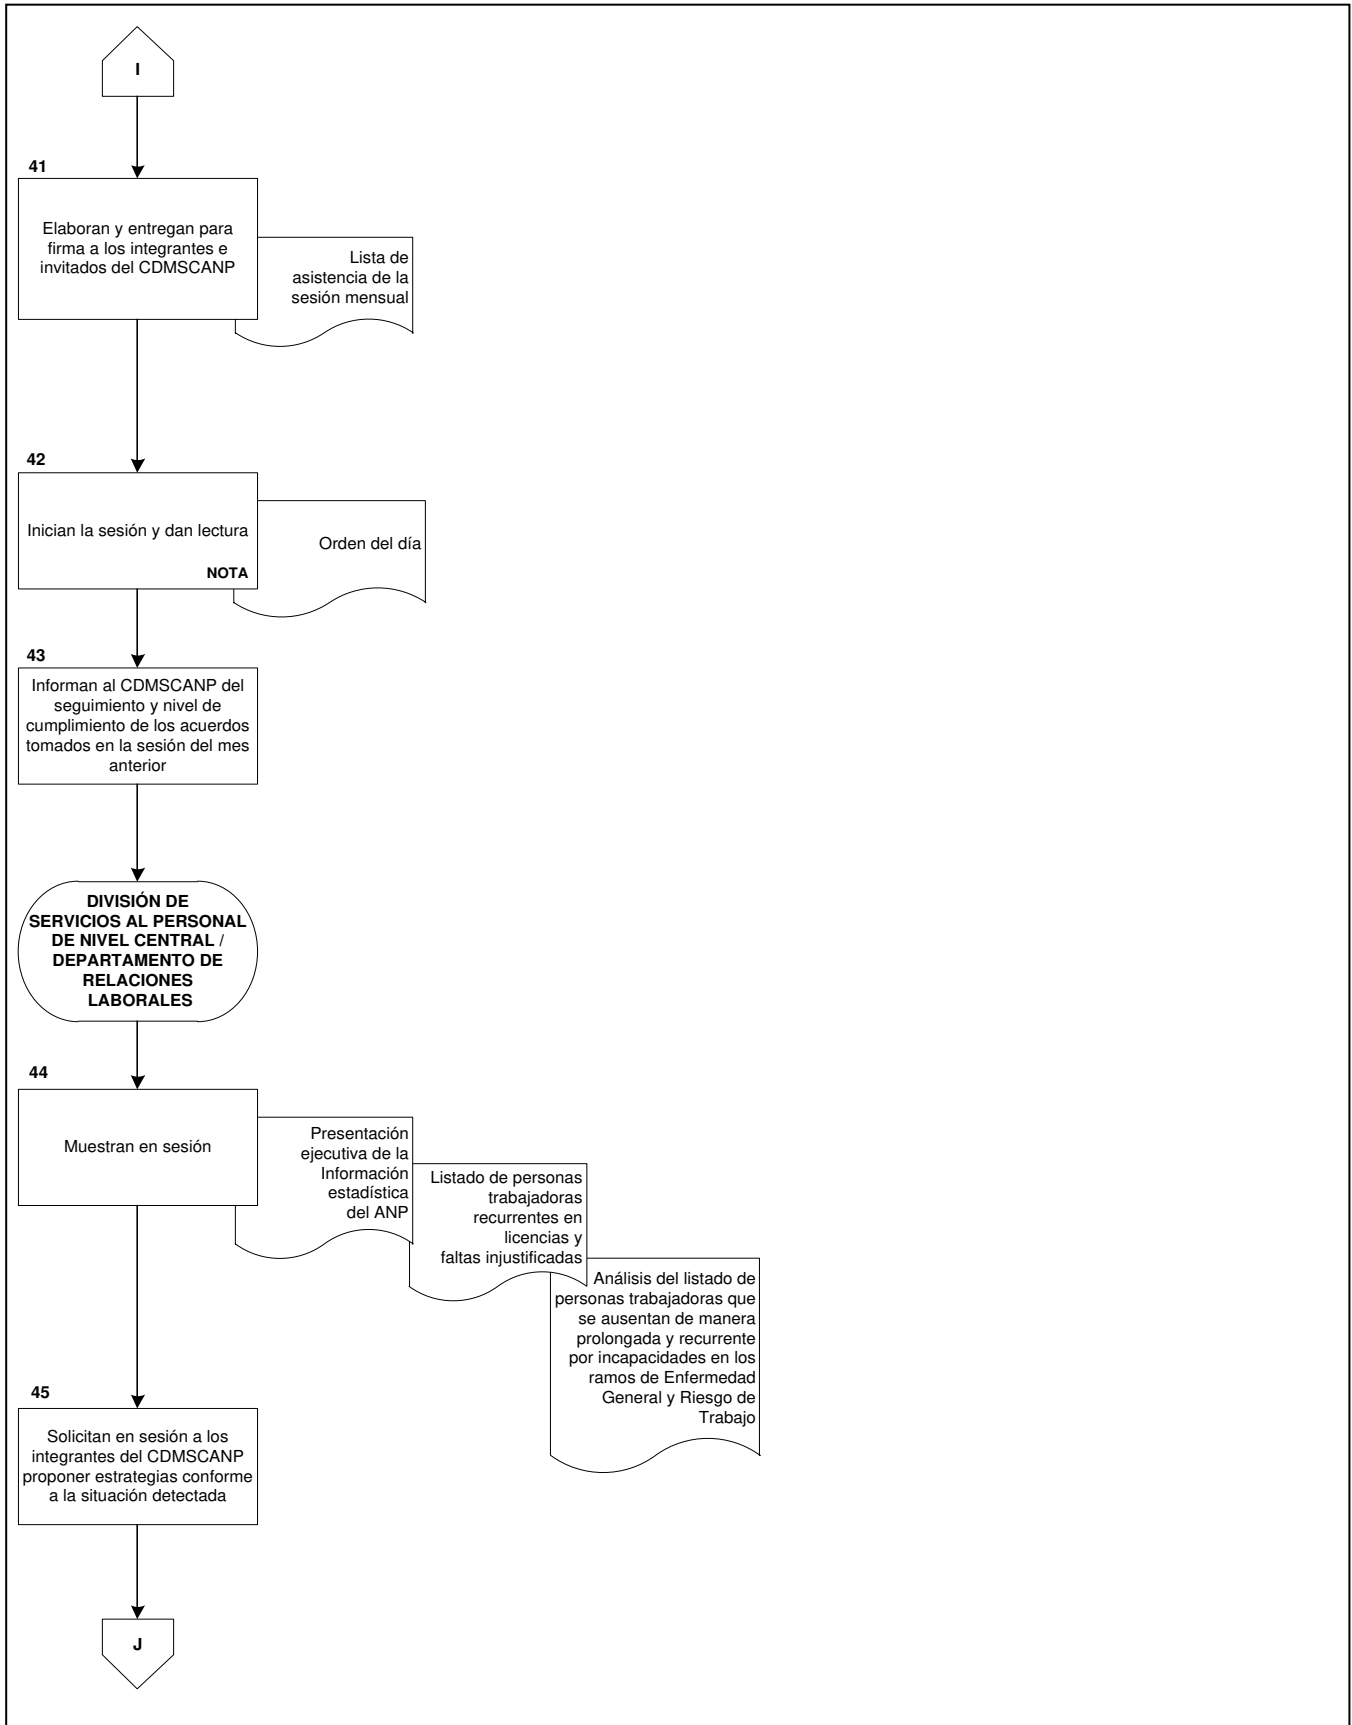 I
41
Elaboran y entregan para
firma a los integrantes e
invitados del CDMSCANP
Lista de
asistencia de la
sesión mensual
42
Inician la sesión y dan lectura
NOTA
Orden del día
43
Informan al CDMSCANP del
seguimiento y nivel de
cumplimiento de los acuerdos
tomados en la sesión del mes
anterior
DIVISIÓN DE
SERVICIOS AL PERSONAL
DE NIVEL CENTRAL /
DEPARTAMENTO DE
RELACIONES
LABORALES
44
Muestran en sesión
Presentación
ejecutiva de la
Información
estadística
del ANP
Listado de personas
trabajadoras
recurrentes en
licencias y
faltas injustificadas
Análisis del listado de
personas trabajadoras que
se ausentan de manera
prolongada y recurrente
por incapacidades en los
ramos de Enfermedad
General y Riesgo de
Trabajo
45
Solicitan en sesión a los
integrantes del CDMSCANP
proponer estrategias conforme
a la situación detectada
J